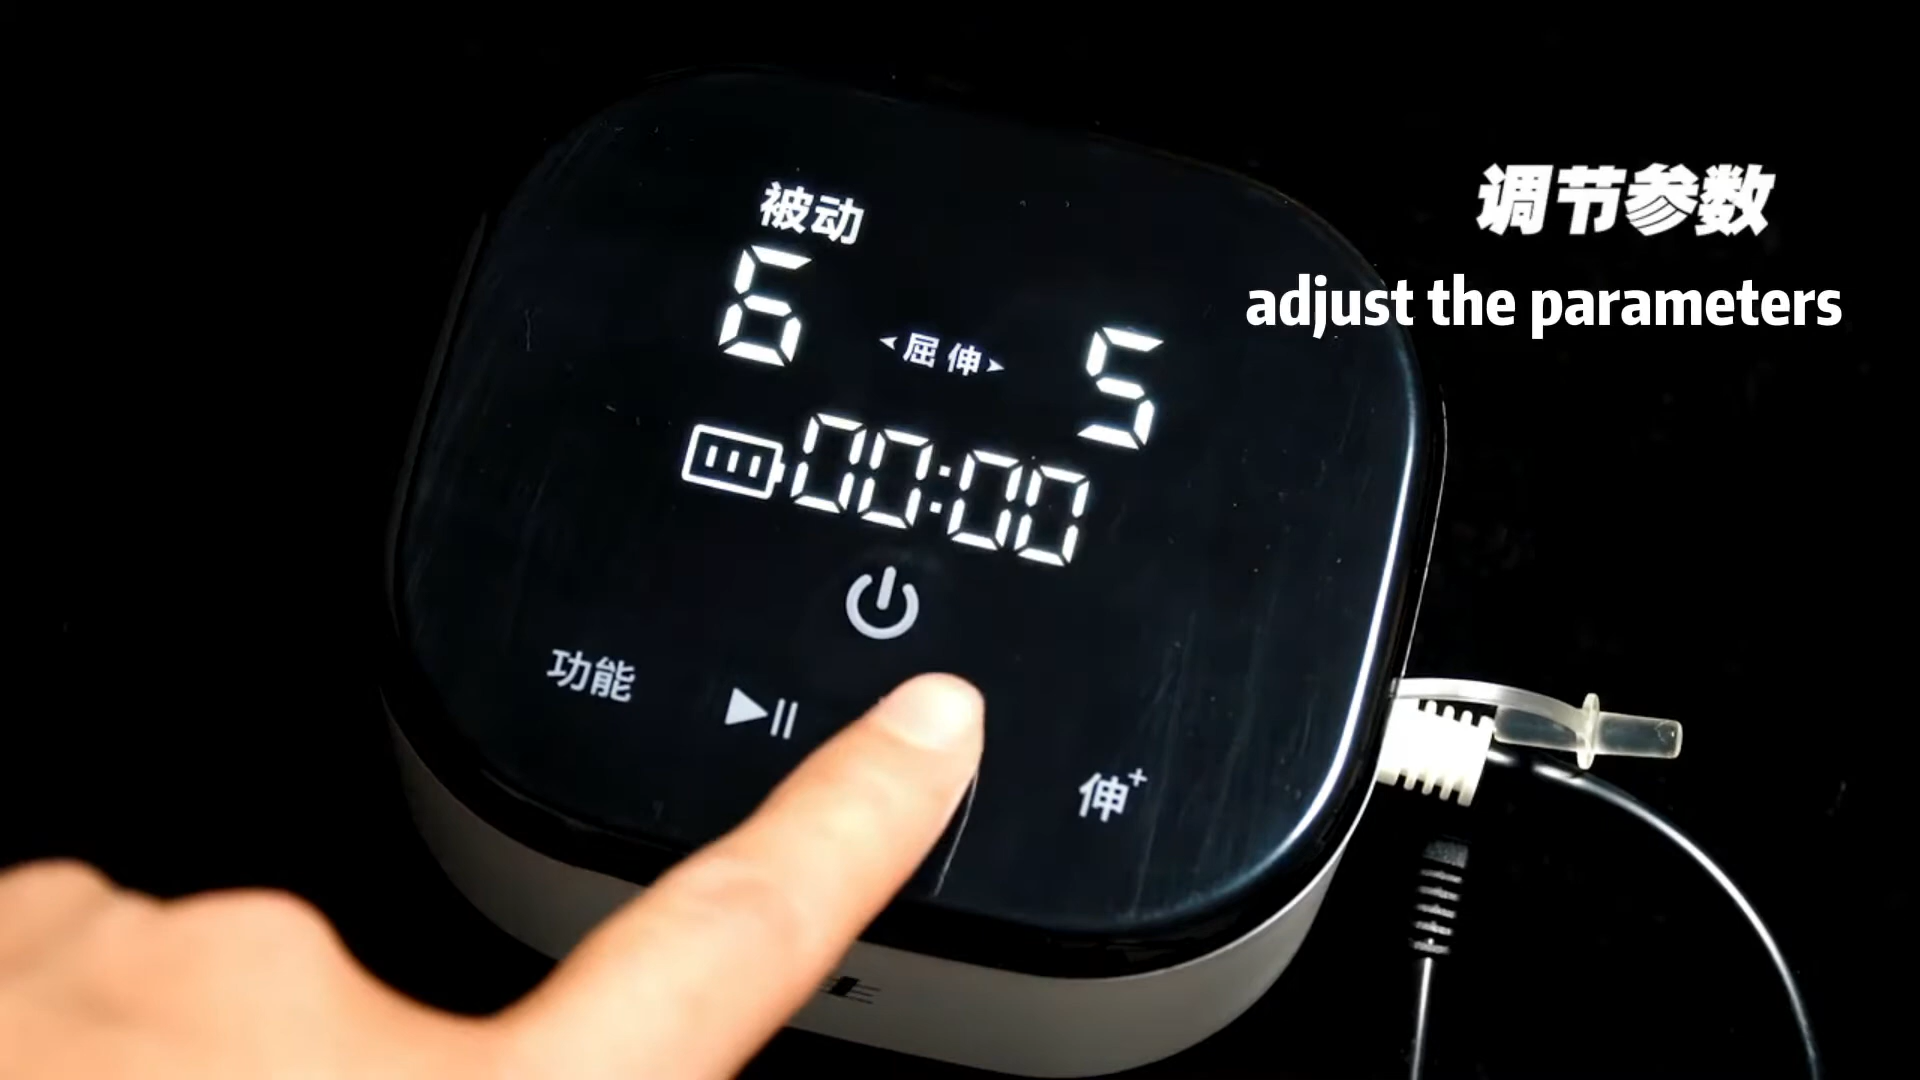 调节参数
adjust the parameters
被动
6
<屈 伸>
5
00:00
功能
伸+